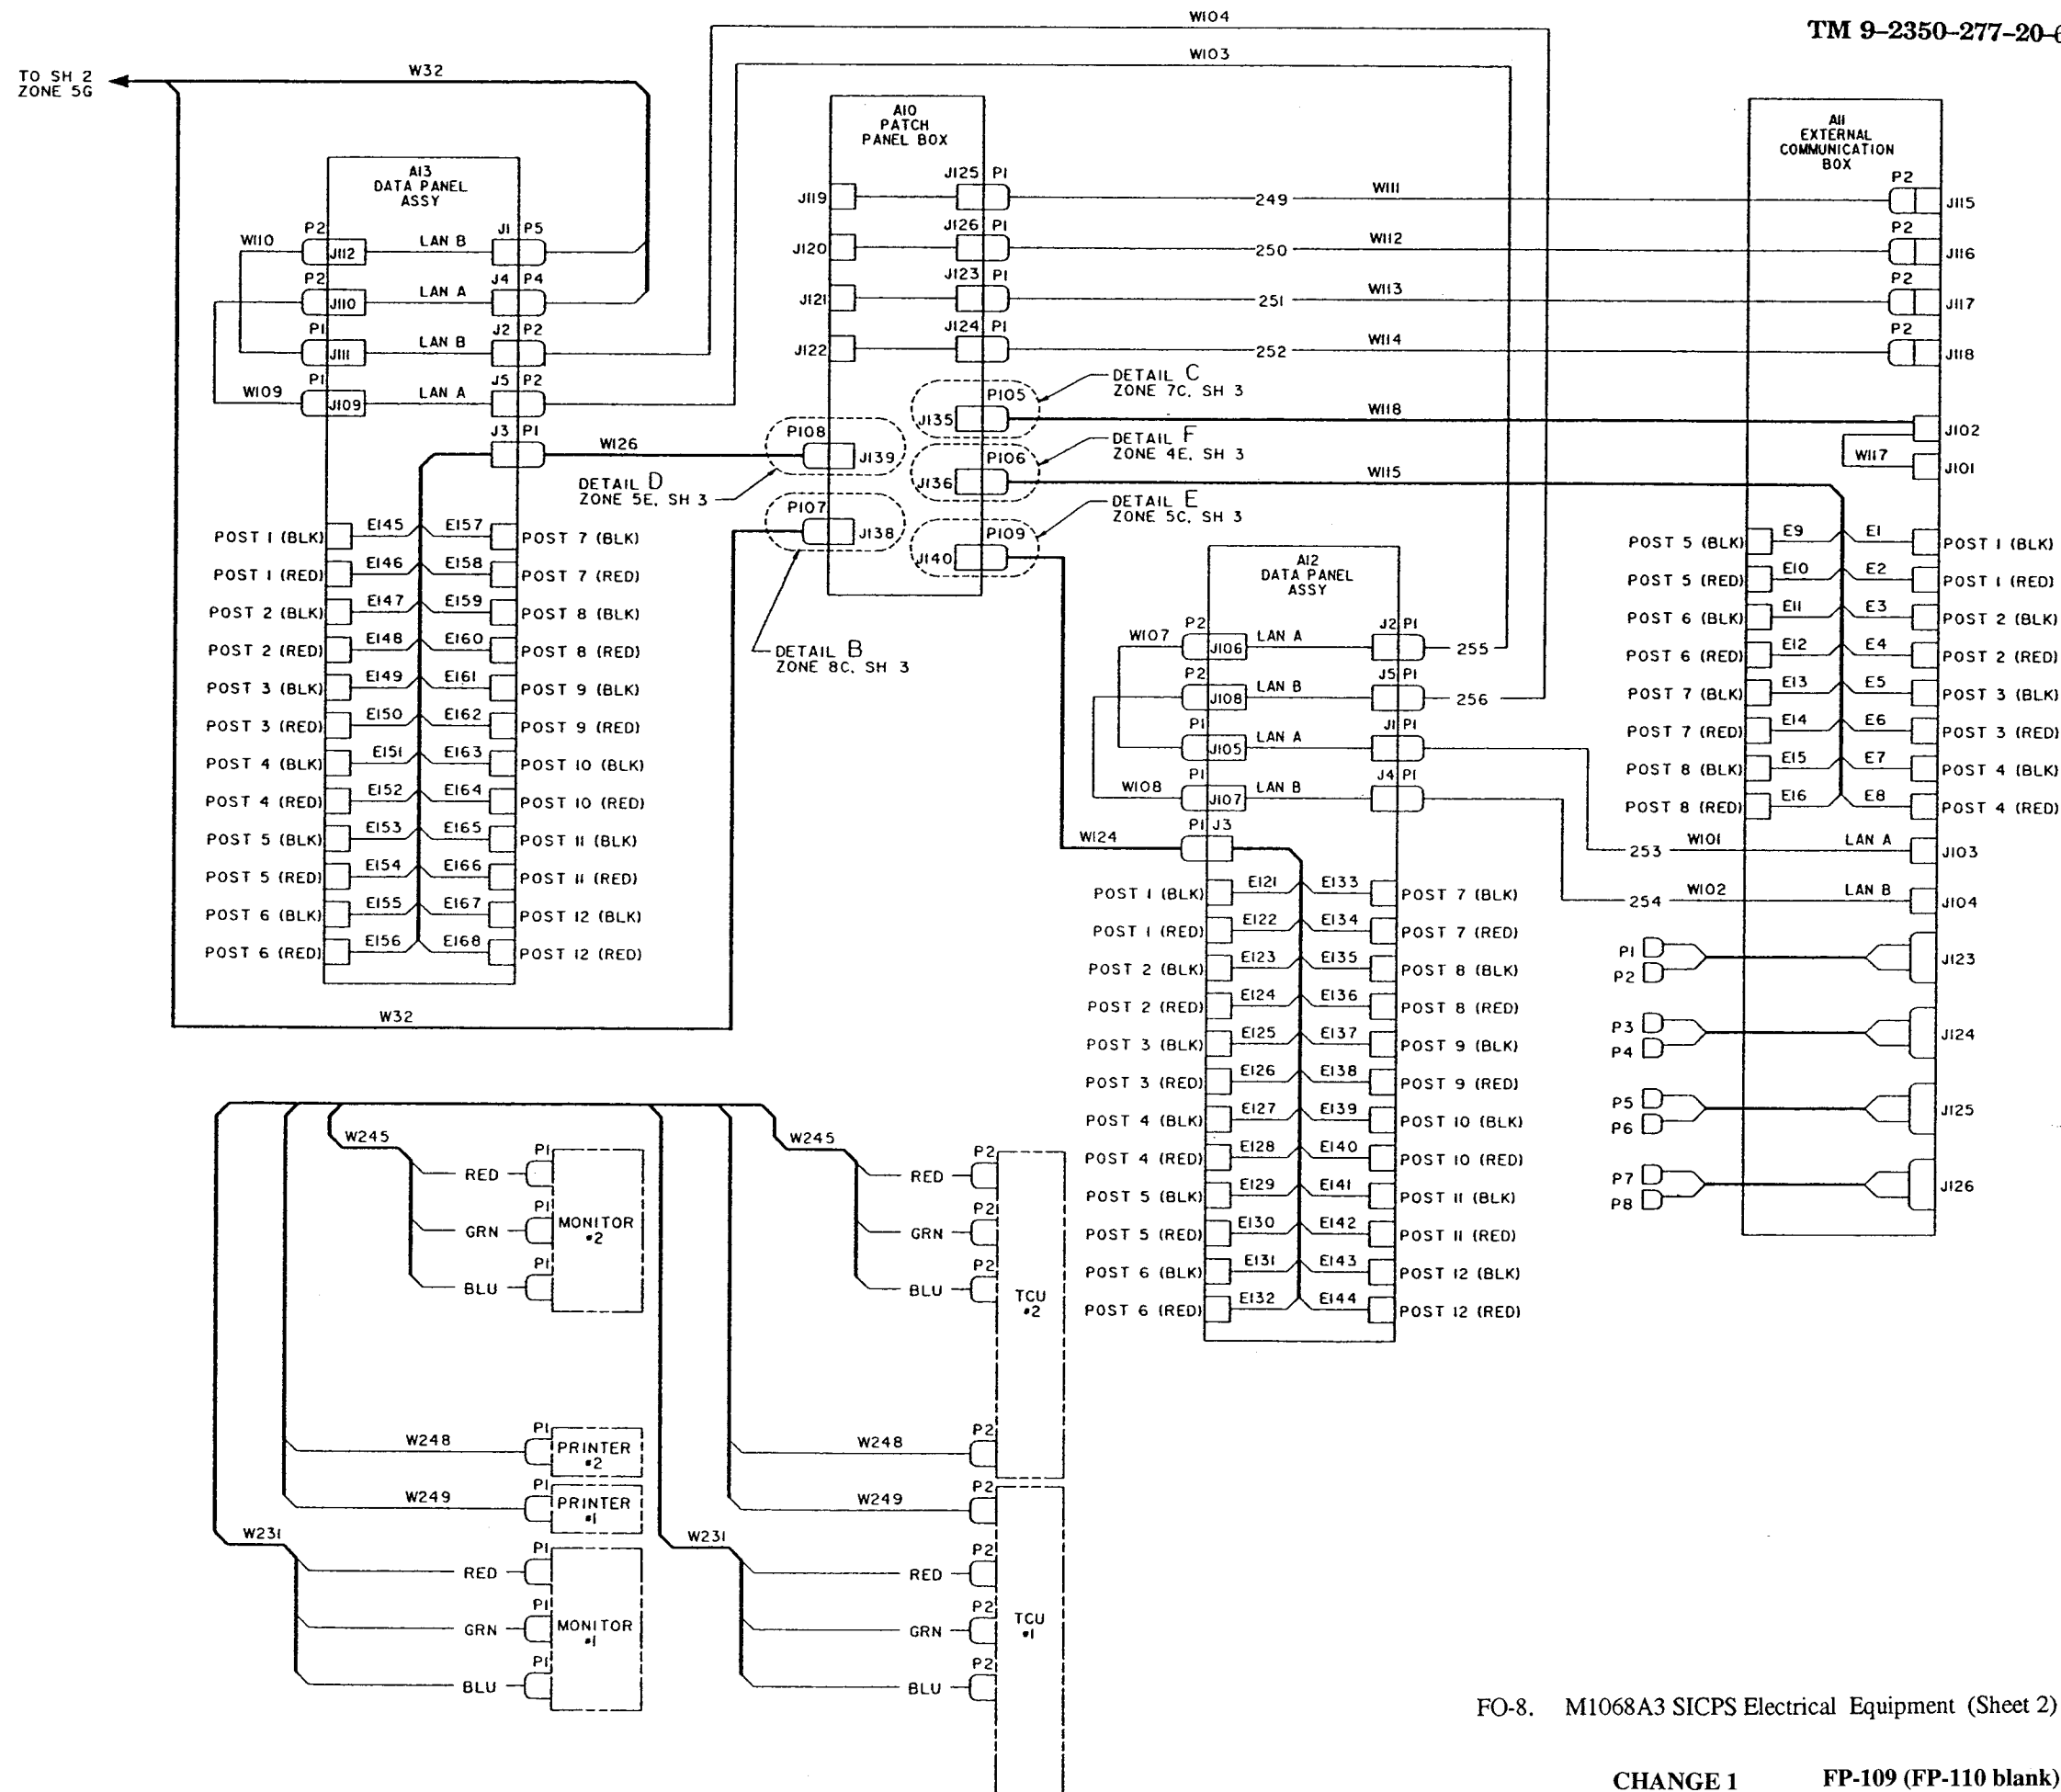 TM 9–2350–277–20–6
W104
W103
TO SH 2
ZONE 5G
W32
A13
DATA PANEL
ASSY
W110
P2
J112
LAN B
J1
P5
P2
J110
LAN A
J4
P4
P1
J111
LAN B
J2
P2
W109
P1
J109
LAN A
J5
P2
J3
P1
W126
POST 1 (BLK)
E145
E157
POST 7 (BLK)
POST 1 (RED)
E146
E158
POST 7 (RED)
POST 2 (BLK)
E147
E159
POST 8 (BLK)
POST 2 (RED)
E148
E160
POST 8 (RED)
POST 3 (BLK)
E149
E161
POST 9 (BLK)
POST 3 (RED)
E150
E162
POST 9 (RED)
POST 4 (BLK)
E151
E163
POST 10 (BLK)
POST 4 (RED)
E152
E164
POST 10 (RED)
POST 5 (BLK)
E153
E165
POST 11 (BLK)
POST 5 (RED)
E154
E166
POST 11 (RED)
POST 6 (BLK)
E155
E167
POST 12 (BLK)
POST 6 (RED)
E156
E168
POST 12 (RED)
W32
A10
PATCH
PANEL BOX
J119
J125
P1
249
W111
J120
J126
P1
250
W112
J121
J123
P1
251
W113
J122
J124
P1
252
W114
P105
J135
DETAIL C
ZONE 7C, SH 3
W118
P108
J139
DETAIL D
ZONE 5E, SH 3
P106
J136
DETAIL F
ZONE 4E, SH 3
W115
P107
J138
DETAIL B
ZONE 8C, SH 3
P109
J140
DETAIL E
ZONE 5C, SH 3
A12
DATA PANEL
ASSY
W107
P2
J106
LAN A
J2
P1
255
P2
J108
LAN B
J5
P1
256
P1
J105
LAN A
J1
P1
W108
P1
J107
LAN B
J4
P1
W124
P1
J3
POST 1 (BLK)
E121
E133
POST 7 (BLK)
POST 1 (RED)
E122
E134
POST 7 (RED)
POST 2 (BLK)
E123
E135
POST 8 (BLK)
POST 2 (RED)
E124
E136
POST 8 (RED)
POST 3 (BLK)
E125
E137
POST 9 (BLK)
POST 3 (RED)
E126
E138
POST 9 (RED)
POST 4 (BLK)
E127
E139
POST 10 (BLK)
POST 4 (RED)
E128
E140
POST 10 (RED)
POST 5 (BLK)
E129
E141
POST 11 (BLK)
POST 5 (RED)
E130
E142
POST 11 (RED)
POST 6 (BLK)
E131
E143
POST 12 (BLK)
POST 6 (RED)
E132
E144
POST 12 (RED)
A11
EXTERNAL
COMMUNICATION
BOX
P2
J115
P2
J116
P2
J117
P2
J118
J102
W117
J101
POST 5 (BLK)
E9
E1
POST 1 (BLK)
POST 5 (RED)
E10
E2
POST 1 (RED)
POST 6 (BLK)
E11
E3
POST 2 (BLK)
POST 6 (RED)
E12
E4
POST 2 (RED)
POST 7 (BLK)
E13
E5
POST 3 (BLK)
POST 7 (RED)
E14
E6
POST 3 (RED)
POST 8 (BLK)
E15
E7
POST 4 (BLK)
POST 8 (RED)
E16
E8
POST 4 (RED)
253
W101
LAN A
J103
254
W102
LAN B
J104
P1
P2
J123
P3
P4
J124
P5
P6
J125
P7
P8
J126
W245
RED
P1
GRN
P1
BLU
P1
MONITOR
#2
W248
P1
PRINTER
#2
W249
P1
PRINTER
#1
W231
RED
P1
GRN
P1
BLU
P1
MONITOR
#1
W245
RED
P2
GRN
P2
BLU
P2
TCU
#2
W248
P2
W249
P2
W231
RED
P2
GRN
P2
BLU
P2
TCU
#1
FO-8. M1068A3 SICPS Electrical Equipment (Sheet 2)
CHANGE 1 FP-109 (FP-110 blank)